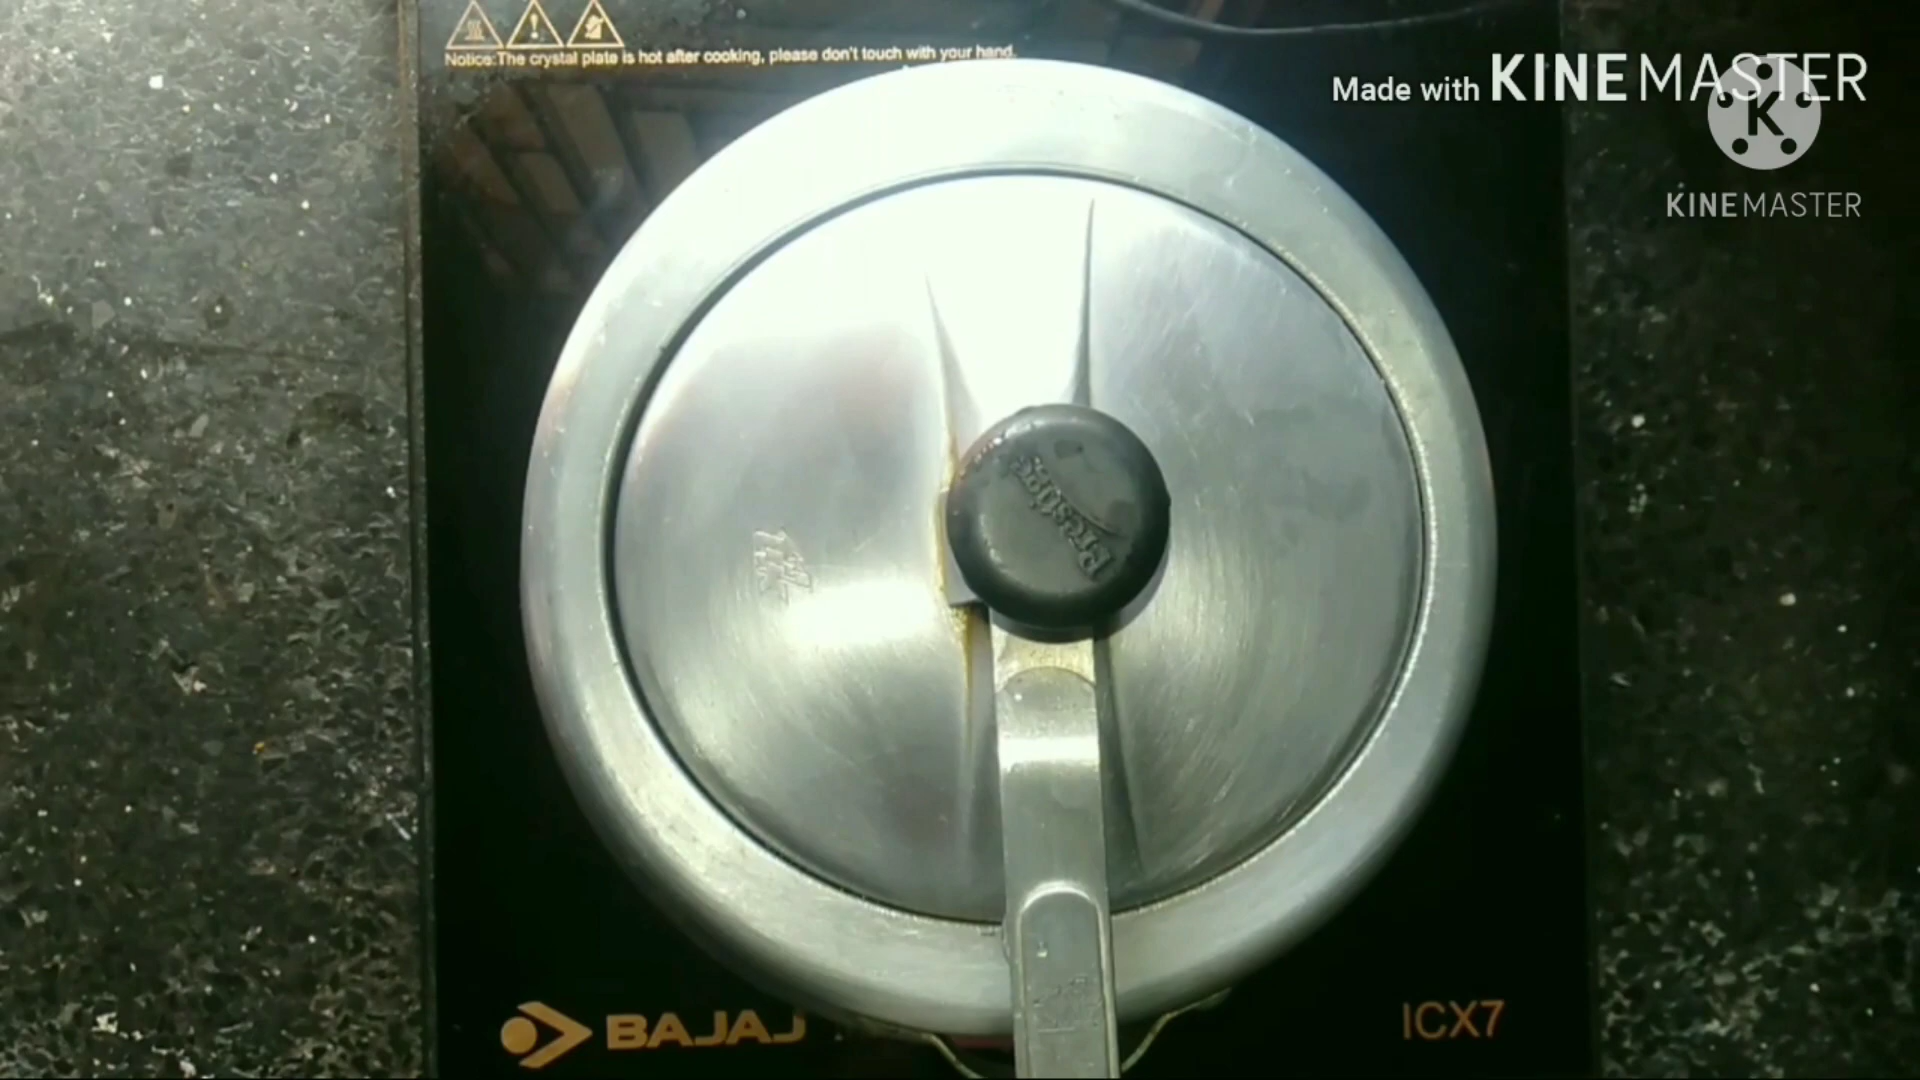 Notice:The crystal plate is hot after cooking, please don't touch with your hand.
Made with KINEMASTER
K
KINEMASTER
Prestige
BAJAJ
ICX7